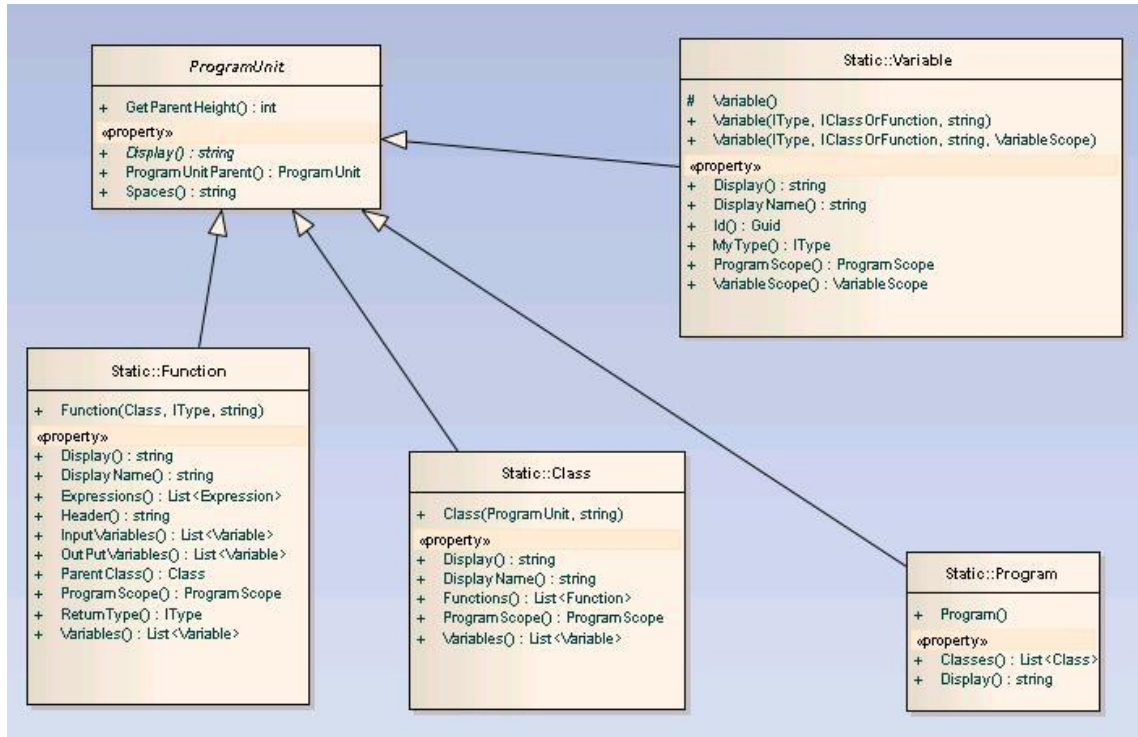 ProgramUnit
+ GetParentHeight() : int
«property»
+ Display() : string
+ ProgramUnitParent() : ProgramUnit
+ Spaces() : string
Static::Variable
# Variable()
+ Variable(IType, IClassOrFunction, string)
+ Variable(IType, IClassOrFunction, string, VariableScope)
«property»
+ Display() : string
+ DisplayName() : string
+ Id() : Guid
+ MyType() : IType
+ ProgramScope() : ProgramScope
+ VariableScope() : VariableScope
Static::Function
+ Function(Class, IType, string)
«property»
+ Display() : string
+ DisplayName() : string
+ Expressions() : List<Expression>
+ Header() : string
+ InputVariables() : List<Variable>
+ OutPutVariables() : List<Variable>
+ ParentClass() : Class
+ ProgramScope() : ProgramScope
+ ReturnType() : IType
+ Variables() : List<Variable>
Static::Class
+ Class(ProgramUnit, string)
«property»
+ Display() : string
+ DisplayName() : string
+ Functions() : List<Function>
+ ProgramScope() : ProgramScope
+ Variables() : List<Variable>
Static::Program
+ Program()
«property»
+ Classes() : List<Class>
+ Display() : string